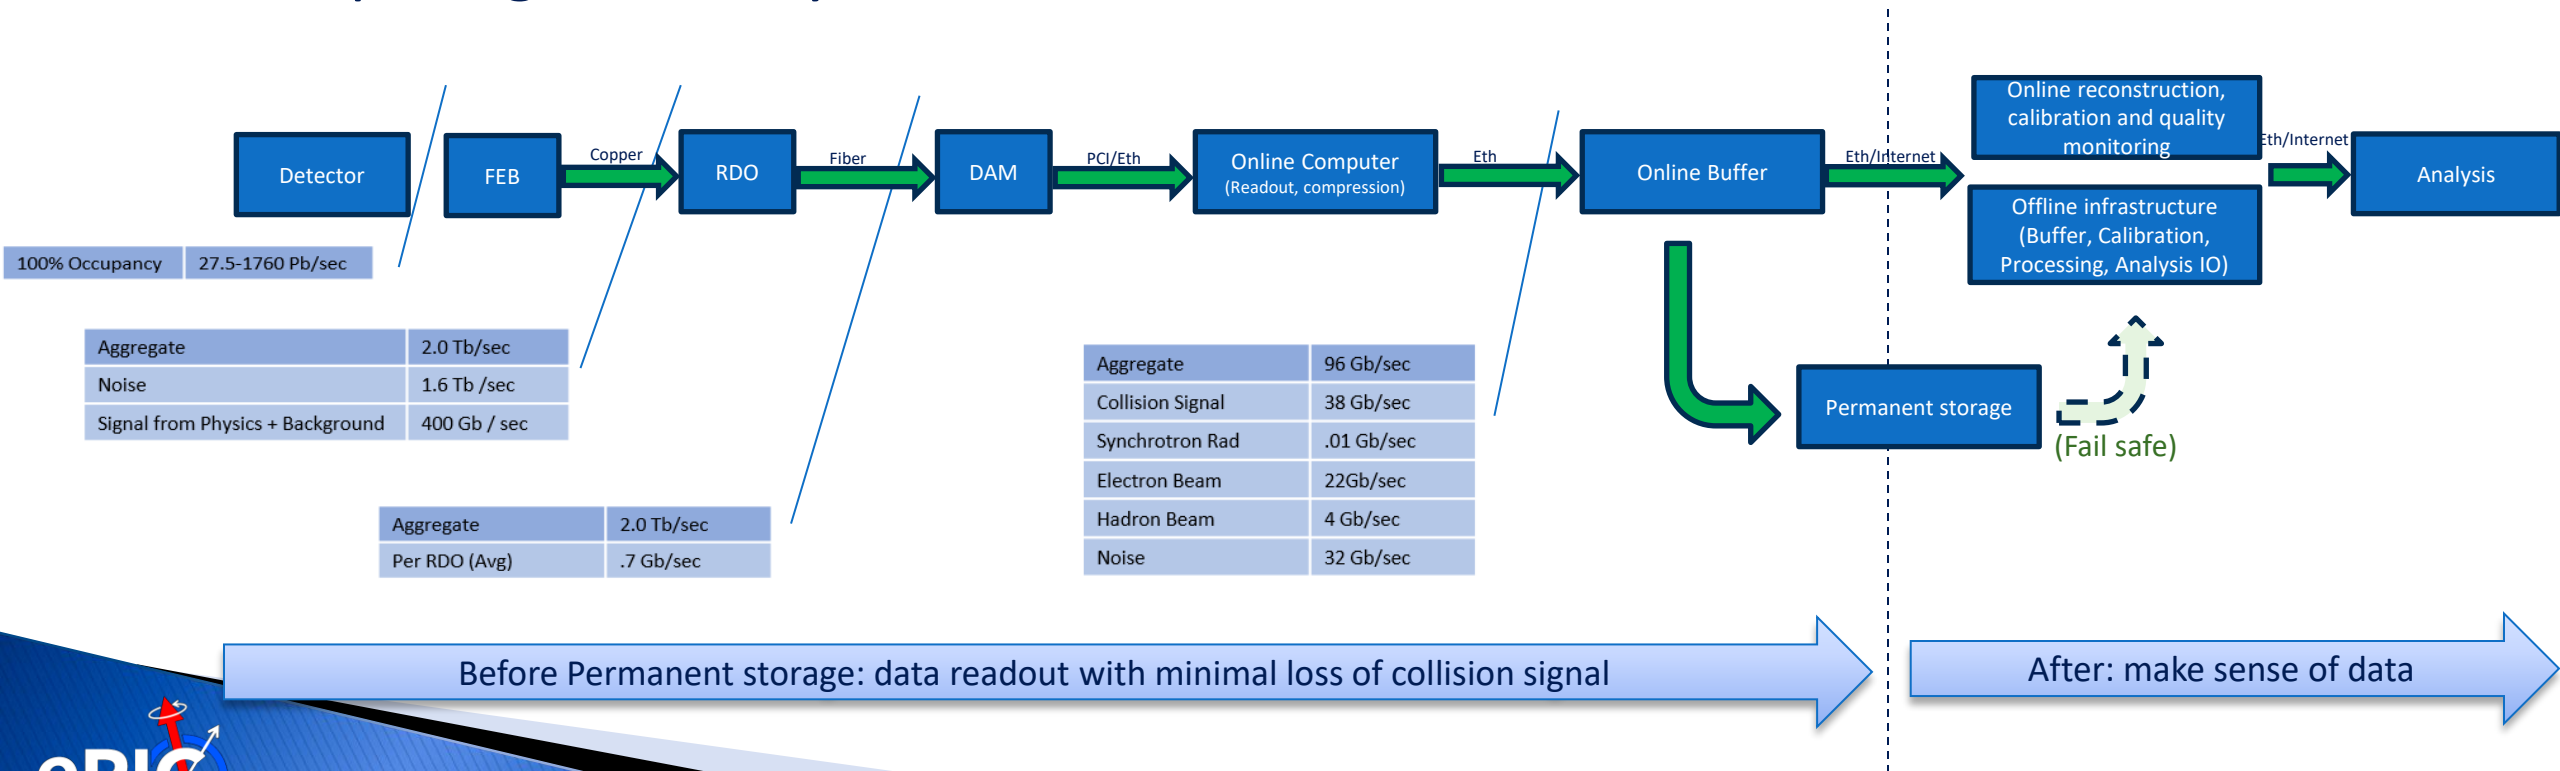 Detector
FEB
Copper
RDO
Fiber
DAM
PCI/Eth
Online Computer
(Readout, compression)
Eth
Online Buffer
Eth/Internet
Online reconstruction,
calibration and quality
monitoring
Offline infrastructure
(Buffer, Calibration,
Processing, Analysis IO)
Eth/Internet
Analysis
100% Occupancy 27.5-1760 Pb/sec
Aggregate 2.0 Tb/sec
Noise 1.6 Tb /sec
Signal from Physics + Background 400 Gb / sec
Aggregate 2.0 Tb/sec
Per RDO (Avg) .7 Gb/sec
Aggregate 96 Gb/sec
Collision Signal 38 Gb/sec
Synchrotron Rad .01 Gb/sec
Electron Beam 22Gb/sec
Hadron Beam 4 Gb/sec
Noise 32 Gb/sec
Permanent storage
(Fail safe)
Before Permanent storage: data readout with minimal loss of collision signal
After: make sense of data
ePIC